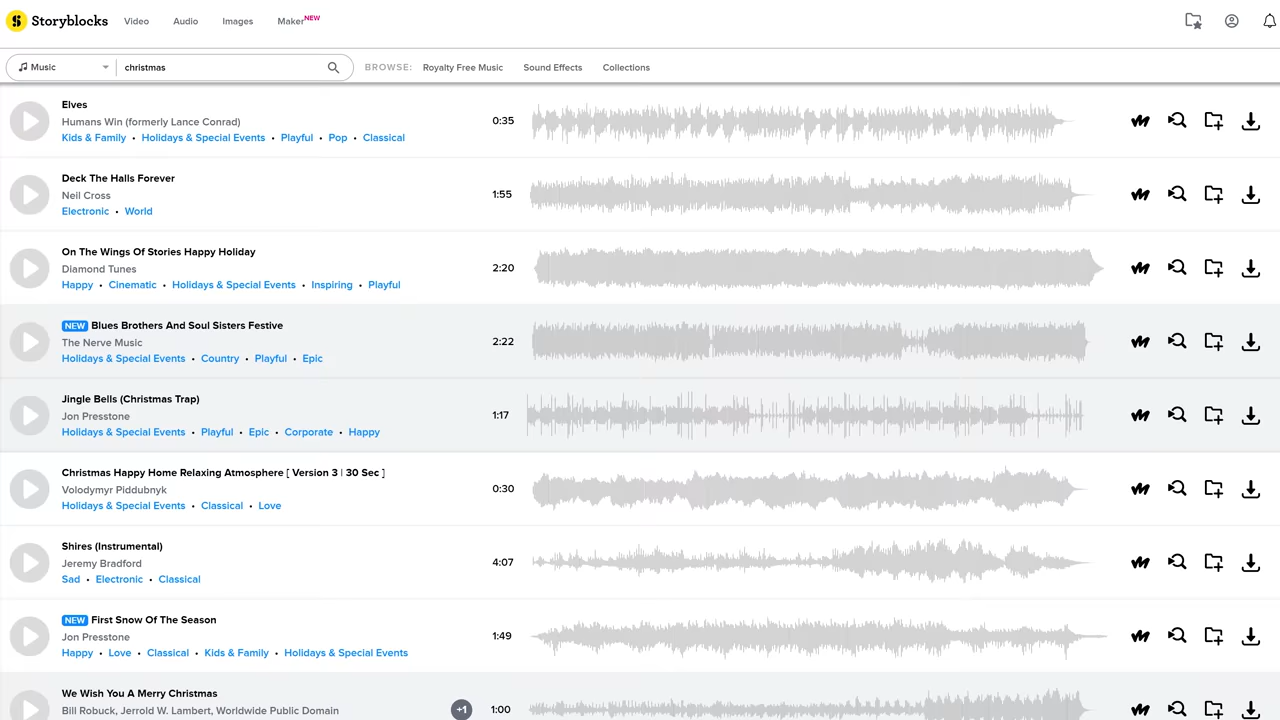 Storyblocks Video Audio Images Maker NEW
Music christmas BROWSE: Royalty Free Music Sound Effects Collections
Elves
Humans Win (formerly Lance Conrad) 0:35
Kids & Family • Holidays & Special Events • Playful • Pop • Classical
Deck The Halls Forever
Neil Cross 1:55
Electronic • World
On The Wings Of Stories Happy Holiday
Diamond Tunes 2:20
Happy • Cinematic • Holidays & Special Events • Inspiring • Playful
NEW Blues Brothers And Soul Sisters Festive
The Nerve Music 2:22
Holidays & Special Events • Country • Playful • Epic
Jingle Bells (Christmas Trap)
Jon Presstone 1:17
Holidays & Special Events • Playful • Epic • Corporate • Happy
Christmas Happy Home Relaxing Atmosphere [ Version 3 | 30 Sec ]
Volodymyr Piddubnyk 0:30
Holidays & Special Events • Classical • Love
Shires (Instrumental)
Jeremy Bradford 4:07
Sad • Electronic • Classical
NEW First Snow Of The Season
Jon Presstone 1:49
Happy • Love • Classical • Kids & Family • Holidays & Special Events
We Wish You A Merry Christmas
Bill Robuck, Jerrold W. Lambert, Worldwide Public Domain +1 1:00